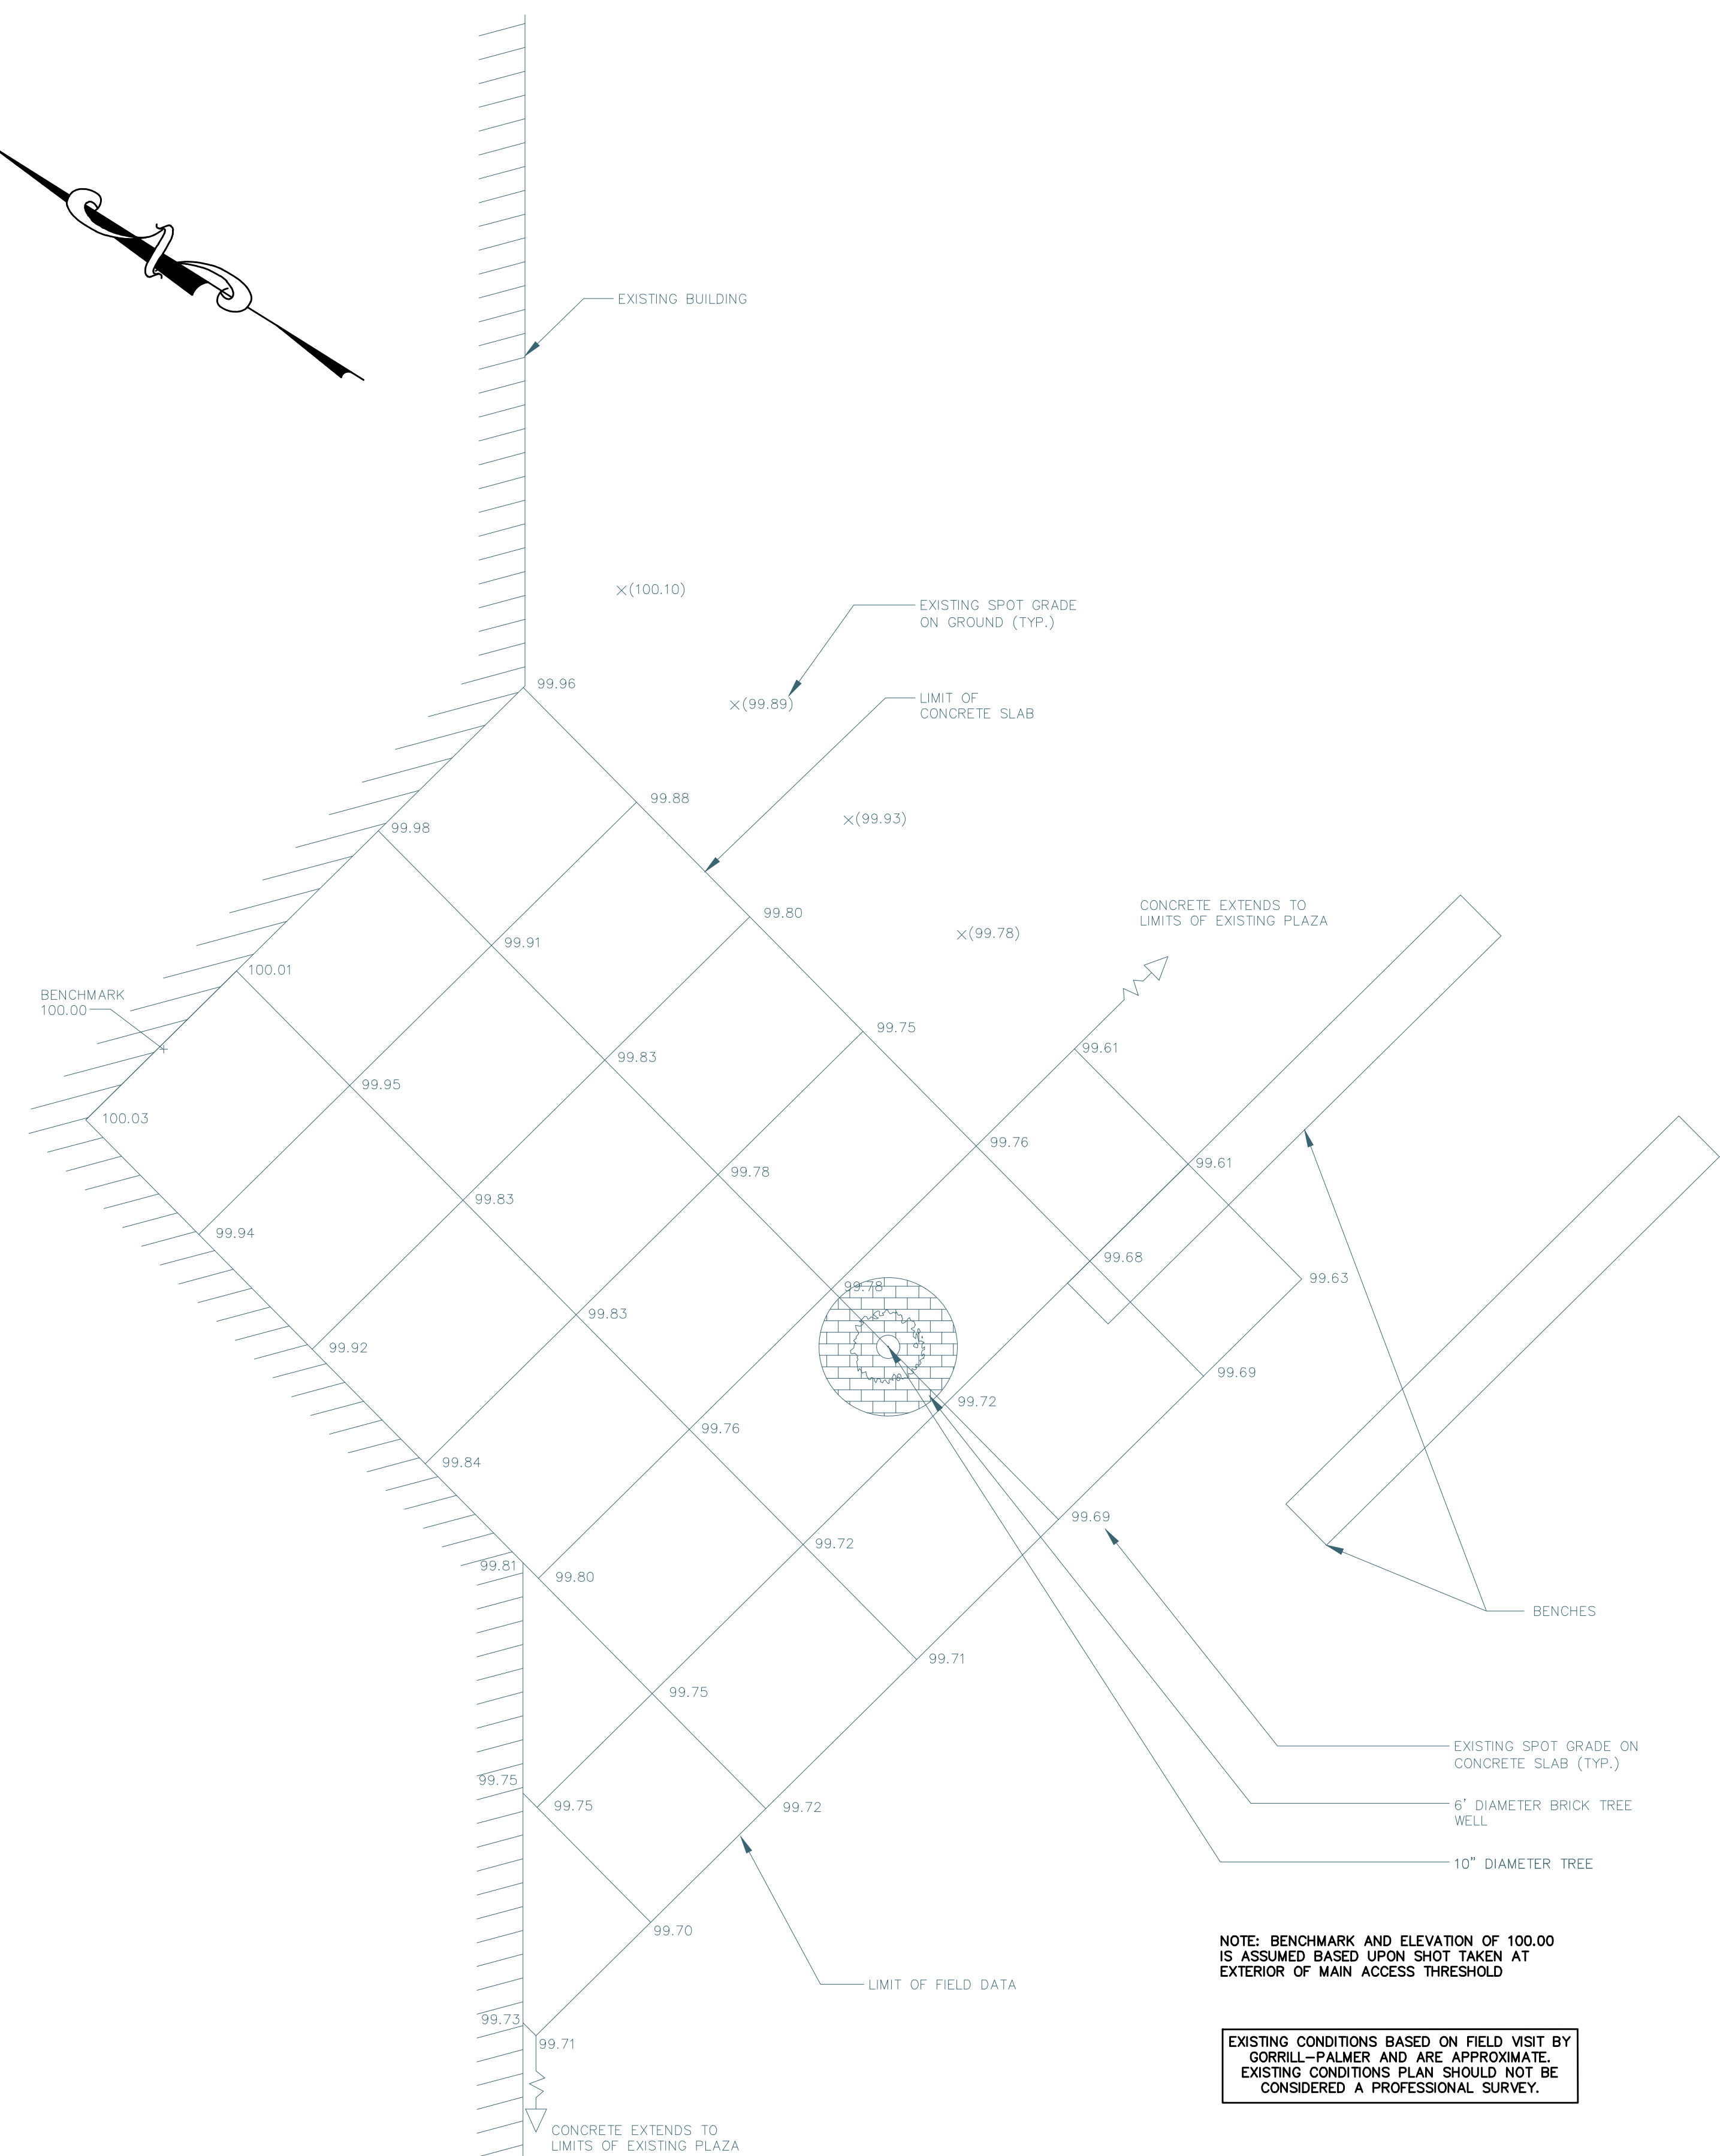 EXISTING BUILDING
×(100.10)
EXISTING SPOT GRADE
ON GROUND (TYP.)
99.96
×(99.89)
LIMIT OF
CONCRETE SLAB
99.88
99.98
×(99.93)
CONCRETE EXTENDS TO
LIMITS OF EXISTING PLAZA
99.80
99.91
×(99.78)
100.01
BENCHMARK
100.00
99.75
99.61
99.83
99.95
100.03
99.76
99.61
99.78
99.83
99.94
99.68
99.63
99.78
99.83
99.92
99.69
99.72
99.76
99.84
99.69
99.72
99.81
99.80
BENCHES
99.71
99.75
EXISTING SPOT GRADE ON
CONCRETE SLAB (TYP.)
99.75
99.75
99.72
6' DIAMETER BRICK TREE
WELL
10" DIAMETER TREE
99.70
NOTE: BENCHMARK AND ELEVATION OF 100.00
IS ASSUMED BASED UPON SHOT TAKEN AT
EXTERIOR OF MAIN ACCESS THRESHOLD
LIMIT OF FIELD DATA
99.73
99.71
EXISTING CONDITIONS BASED ON FIELD VISIT BY
GORRILL-PALMER AND ARE APPROXIMATE.
EXISTING CONDITIONS PLAN SHOULD NOT BE
CONSIDERED A PROFESSIONAL SURVEY.
CONCRETE EXTENDS TO
LIMITS OF EXISTING PLAZA